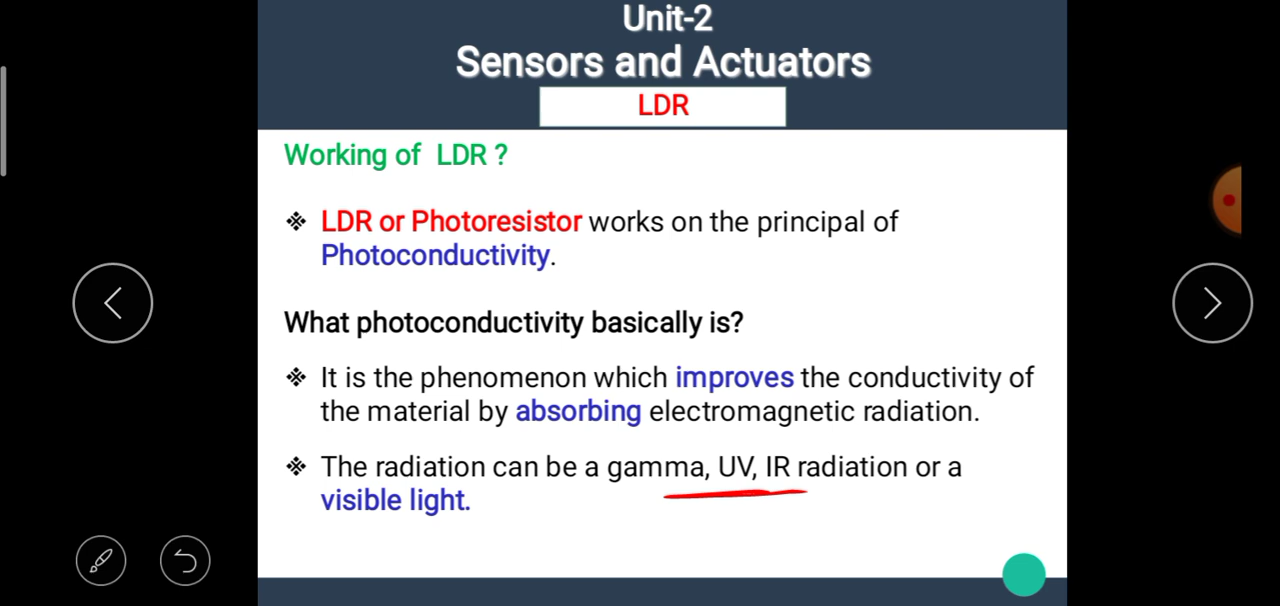 Unit-2
Sensors and Actuators
LDR
Working of LDR ?
❖ LDR or Photoresistor works on the principal of
Photoconductivity.
What photoconductivity basically is?
❖ It is the phenomenon which improves the conductivity of
the material by absorbing electromagnetic radiation.
❖ The radiation can be a gamma, UV, IR radiation or a
visible light.